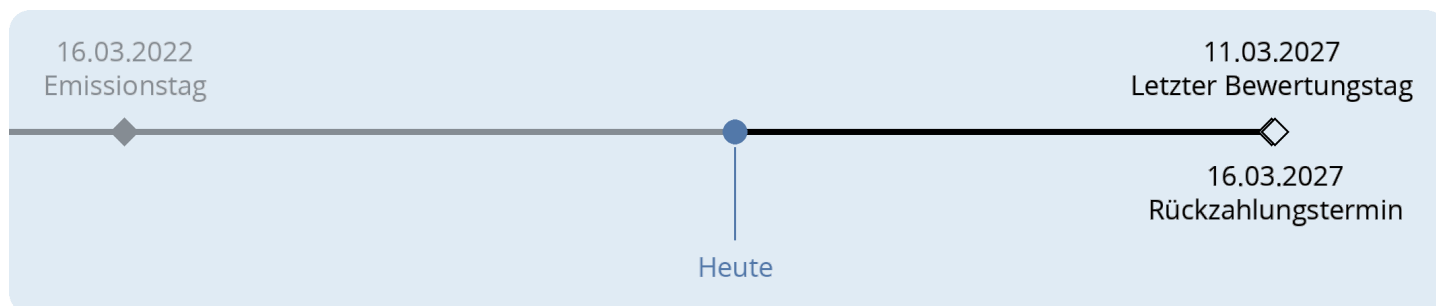 16.03.2022
Emissionstag
11.03.2027
Letzter Bewertungstag
16.03.2027
Rückzahlungstermin
Heute